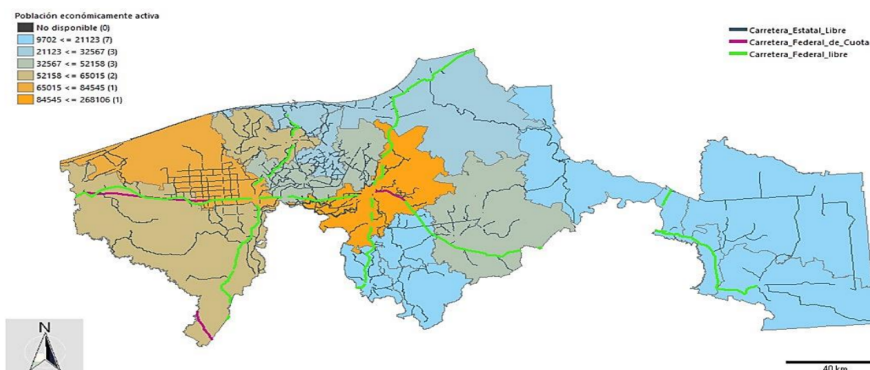 Población económicamente activa
No disponible (0)
9702 <= 21123 (7)
21123 <= 32567 (3)
32567 <= 52158 (3)
52158 <= 65015 (2)
65015 <= 84545 (1)
84545 <= 268106 (1)
Carretera_Estatal_Libre
Carretera_Federal_de_Cuota
Carretera_Federal_libre
N
40 km